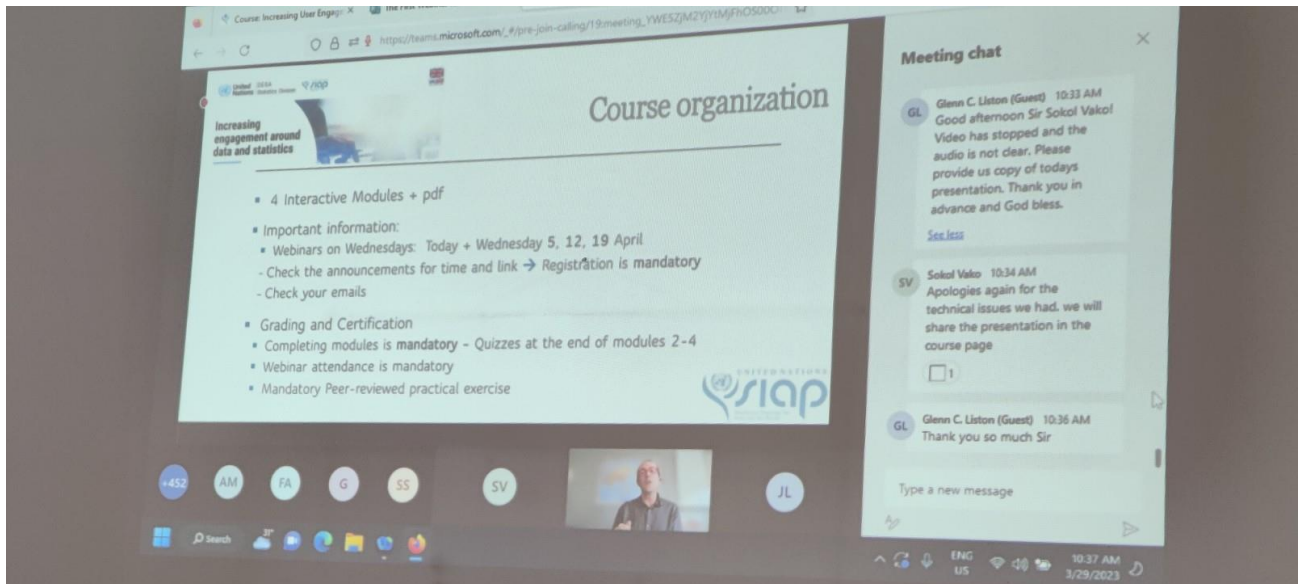 Course: Increasing User Engag
https://teams.microsoft.com/_#/pre-join-calling/19:meeting_
United Nations
siap
Increasing
engagement around
data and statistics
Course organization
4 Interactive Modules + pdf
Important information:
Webinars on Wednesdays: Today + Wednesday 5, 12, 19 April
- Check the announcements for time and link → Registration is mandatory
- Check your emails
Grading and Certification
Completing modules is mandatory – Quizzes at the end of modules 2-4
Webinar attendance is mandatory
Mandatory Peer-reviewed practical exercise
UNITED NATIONS
SIAP
+452
AM
FA
G
SS
SV
JL
Meeting chat
GL
Glenn C. Liston (Guest) 10:33 AM
Good afternoon Sir Sokol Vako!
Video has stopped and the
audio is not clear. Please
provide us copy of todays
presentation. Thank you in
advance and God bless.
See less
SV
Sokol Vako 10:34 AM
Apologies again for the
technical issues we had. we will
share the presentation in the
course page
1
GL
Glenn C. Liston (Guest) 10:36 AM
Thank you so much Sir
Type a new message
Search
31°
ENG
US
10:37 AM
3/29/2023